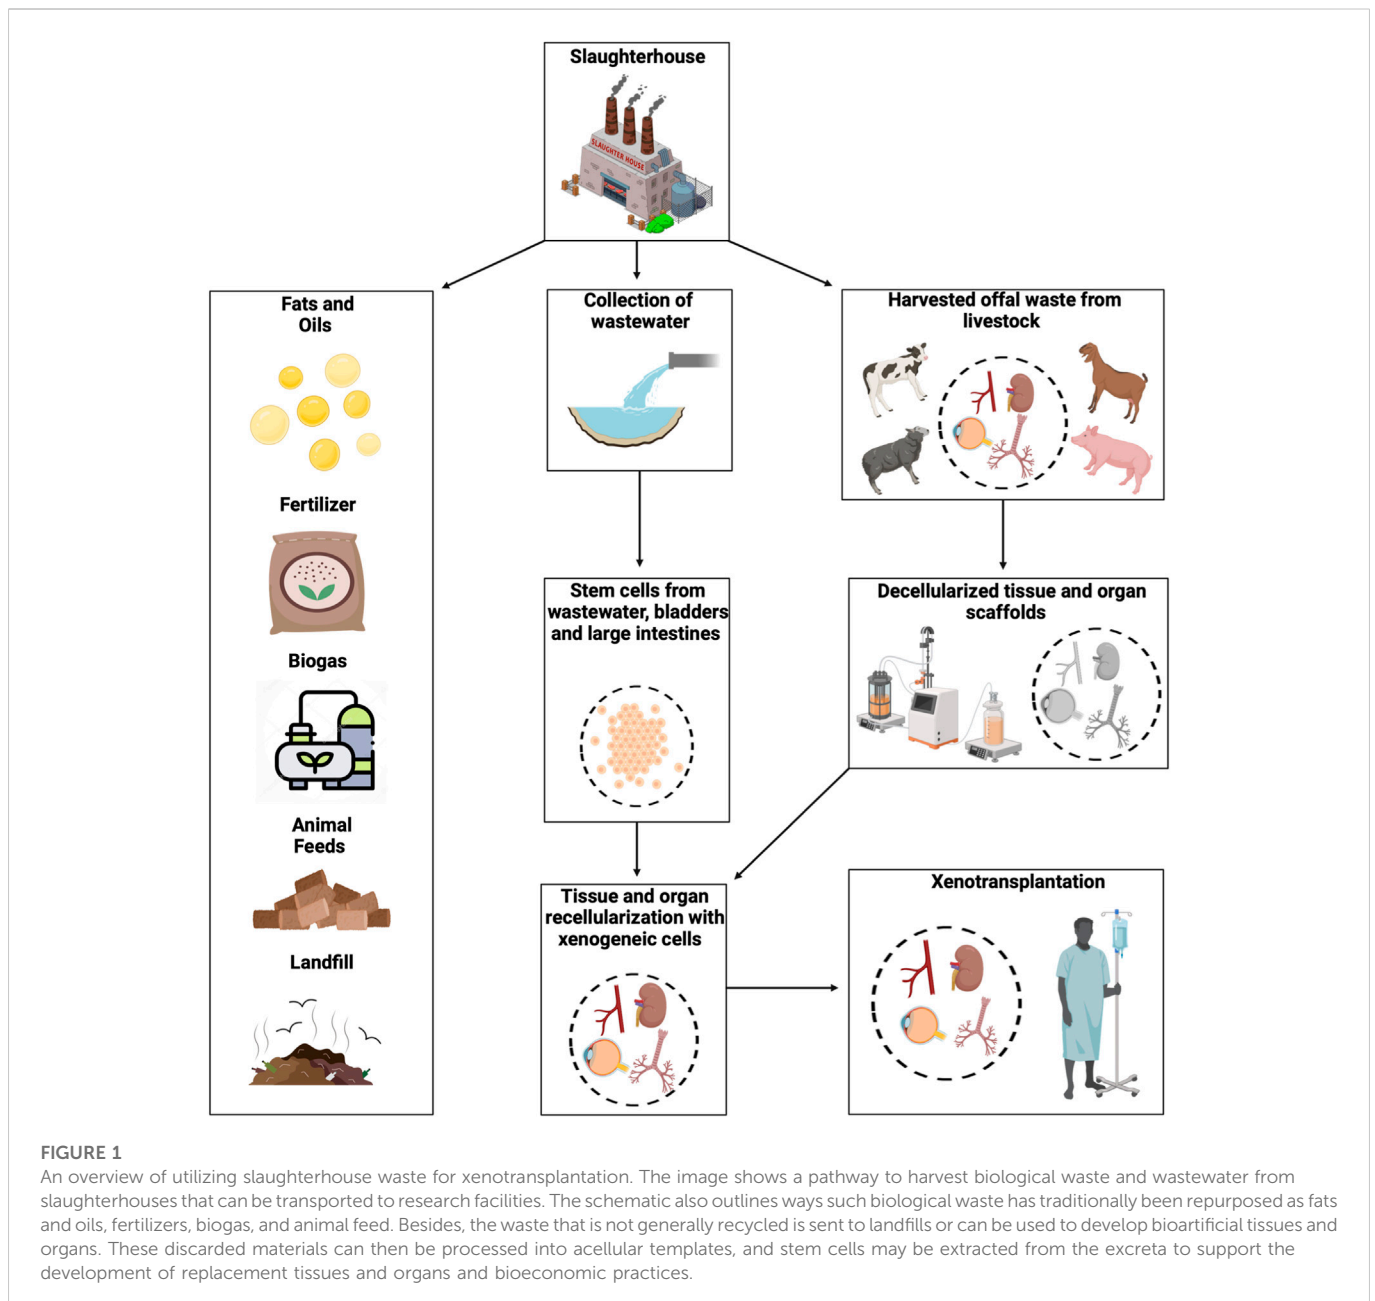 Slaughterhouse
SLAUGHTER HOUSE
Fats and
Oils
Fertilizer
Biogas
Animal
Feeds
Landfill
Collection of
wastewater
Stem cells from
wastewater, bladders
and large intestines
Tissue and organ
recellularization with
xenogeneic cells
Harvested offal waste from
livestock
Decellularized tissue and organ
scaffolds
Xenotransplantation
FIGURE 1
An overview of utilizing slaughterhouse waste for xenotransplantation. The image shows a pathway to harvest biological waste and wastewater from
slaughterhouses that can be transported to research facilities. The schematic also outlines ways such biological waste has traditionally been repurposed as fats
and oils, fertilizers, biogas, and animal feed. Besides, the waste that is not generally recycled is sent to landfills or can be used to develop bioartificial tissues and
organs. These discarded materials can then be processed into acellular templates, and stem cells may be extracted from the excreta to support the
development of replacement tissues and organs and bioeconomic practices.